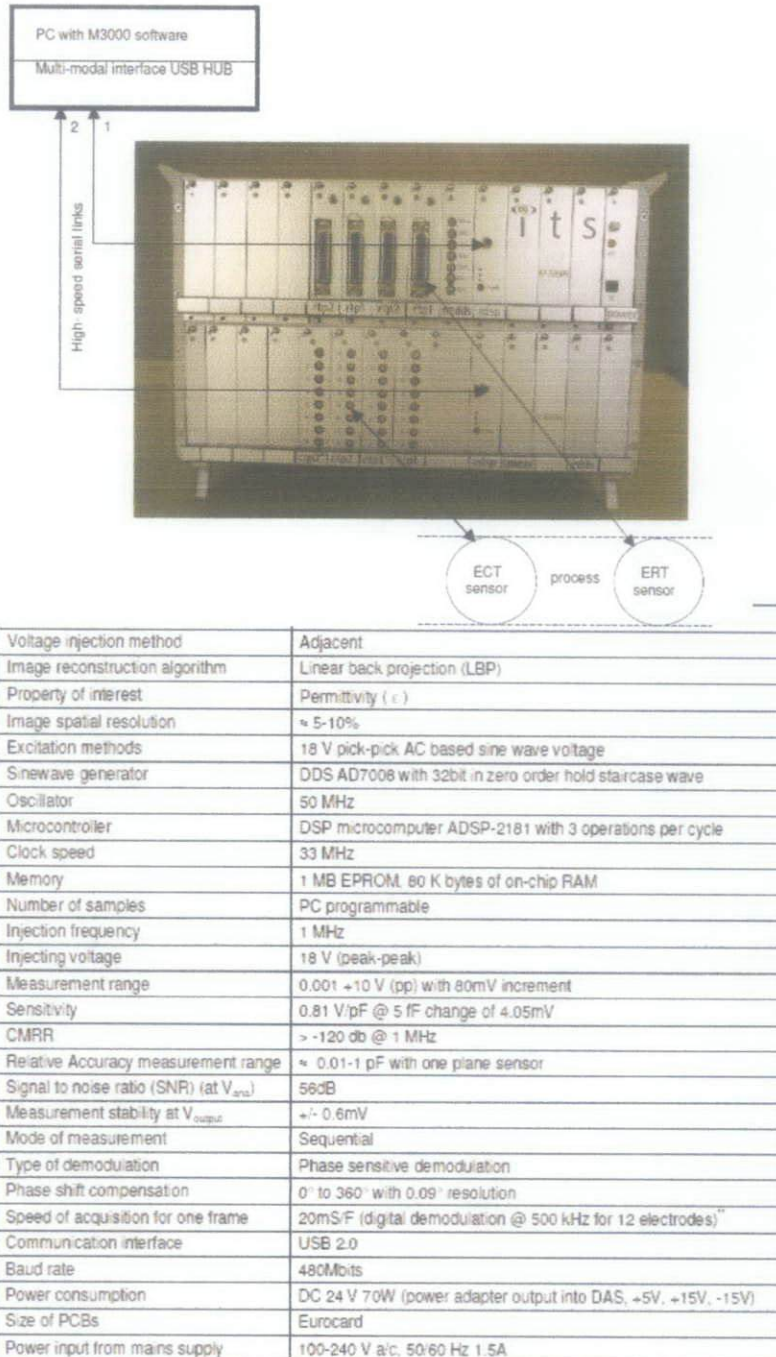 PC with M3000 software
Multi-modal interface USB HUB
2 1
High-speed serial links
its
power
ECT sensor
process
ERT sensor
Voltage injection method Adjacent
Image reconstruction algorithm Linear back projection (LBP)
Property of interest Permittivity ( ε )
Image spatial resolution ≈ 5-10%
Excitation methods 18 V pick-pick AC based sine wave voltage
Sinewave generator DDS AD7008 with 32bit in zero order hold staircase wave
Oscillator 50 MHz
Microcontroller DSP microcomputer ADSP-2181 with 3 operations per cycle
Clock speed 33 MHz
Memory 1 MB EPROM, 80 K bytes of on-chip RAM
Number of samples PC programmable
Injection frequency 1 MHz
Injecting voltage 18 V (peak-peak)
Measurement range 0.001 +10 V (pp) with 80mV increment
Sensitivity 0.81 V/pF @ 5 fF change of 4.05mV
CMRR > -120 db @ 1 MHz
Relative Accuracy measurement range ≈ 0.01-1 pF with one plane sensor
Signal to noise ratio (SNR) (at V) 56dB
Measurement stability at Voutput +/- 0.6mV
Mode of measurement Sequential
Type of demodulation Phase sensitive demodulation
Phase shift compensation 0° to 360° with 0.09° resolution
Speed of acquisition for one frame 20mS/F (digital demodulation @ 500 kHz for 12 electrodes)**
Communication interface USB 2.0
Baud rate 480Mbits
Power consumption DC 24 V 70W (power adapter output into DAS, +5V, +15V, -15V)
Size of PCBs Eurocard
Power input from mains supply 100-240 V a/c, 50/60 Hz 1.5A